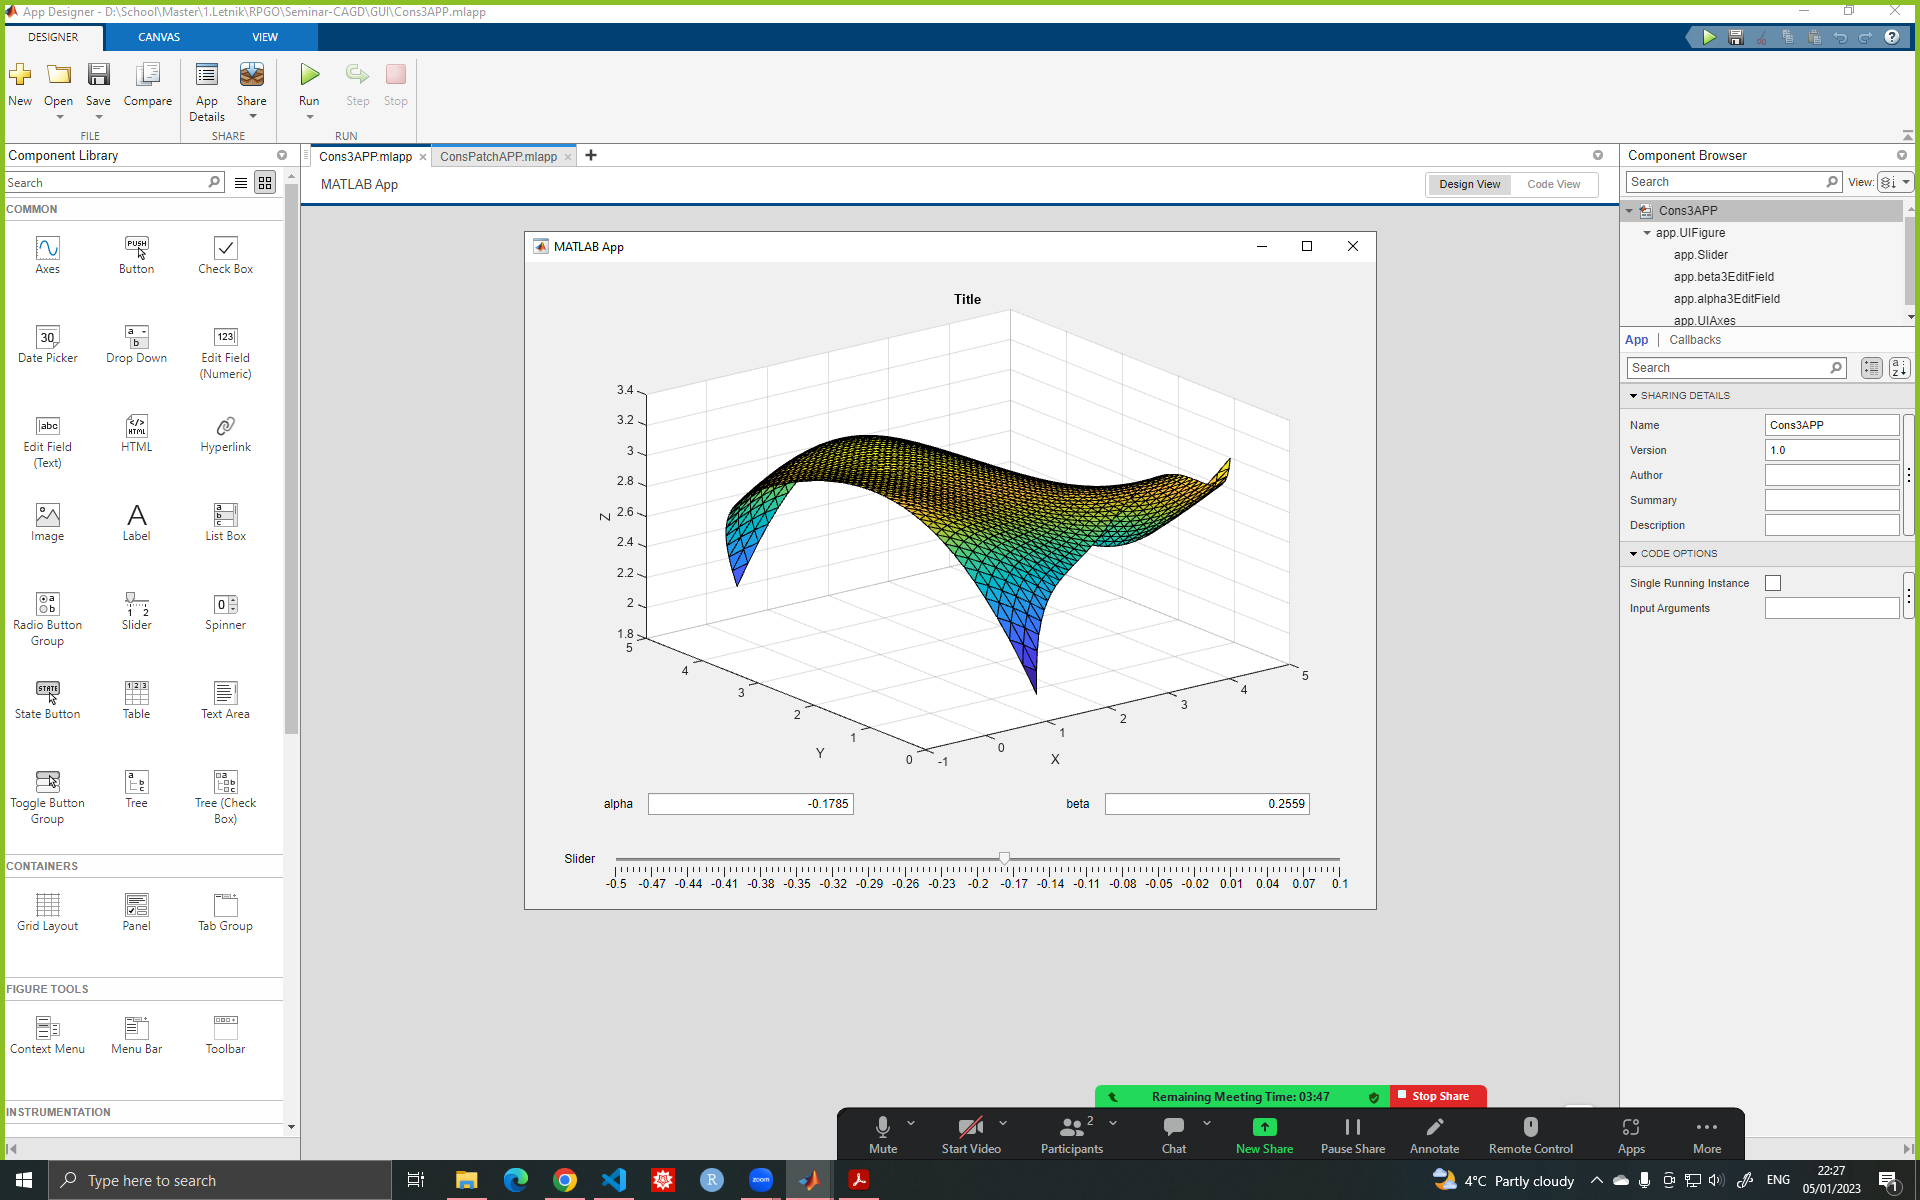 App Designer - D:\School\Master\1.Letnik\RPGO\Seminar-CAGD\GUI\Cons3APP.mlapp
DESIGNER CANVAS VIEW
New Open Save Compare App Details Share Run Step Stop
FILE SHARE RUN
Component Library
Search
COMMON
Axes Button Check Box
30 Date Picker Drop Down 123 Edit Field (Numeric)
abc Edit Field (Text) HTML Hyperlink
Image Label List Box
Radio Button Group Slider Spinner
State Button Table Text Area
Toggle Button Group Tree Tree (Check Box)
CONTAINERS
Grid Layout Panel Tab Group
FIGURE TOOLS
Context Menu Menu Bar Toolbar
INSTRUMENTATION
Cons3APP.mlapp ConsPatchAPP.mlapp
MATLAB App
Design View Code View
MATLAB App
Title
3.4
3.2
3
2.8
2.6
2.4
2.2
2
1.8
Z
5
4
3
2
1
0
Y
-1
0
1
2
3
4
5
X
alpha -0.1785
beta 0.2559
Slider
-0.5 -0.47 -0.44 -0.41 -0.38 -0.35 -0.32 -0.29 -0.26 -0.23 -0.2 -0.17 -0.14 -0.11 -0.08 -0.05 -0.02 0.01 0.04 0.07 0.1
Component Browser
Search View:
Cons3APP
app.UIFigure
app.Slider
app.beta3EditField
app.alpha3EditField
app.UIAxes
App Callbacks
Search
SHARING DETAILS
Name Cons3APP
Version 1.0
Author
Summary
Description
CODE OPTIONS
Single Running Instance
Input Arguments
Remaining Meeting Time: 03:47 Stop Share
Mute Start Video 2 Participants Chat New Share Pause Share Annotate Remote Control Apps More
Type here to search
zoom
4°C Partly cloudy ENG
22:27
05/01/2023
1